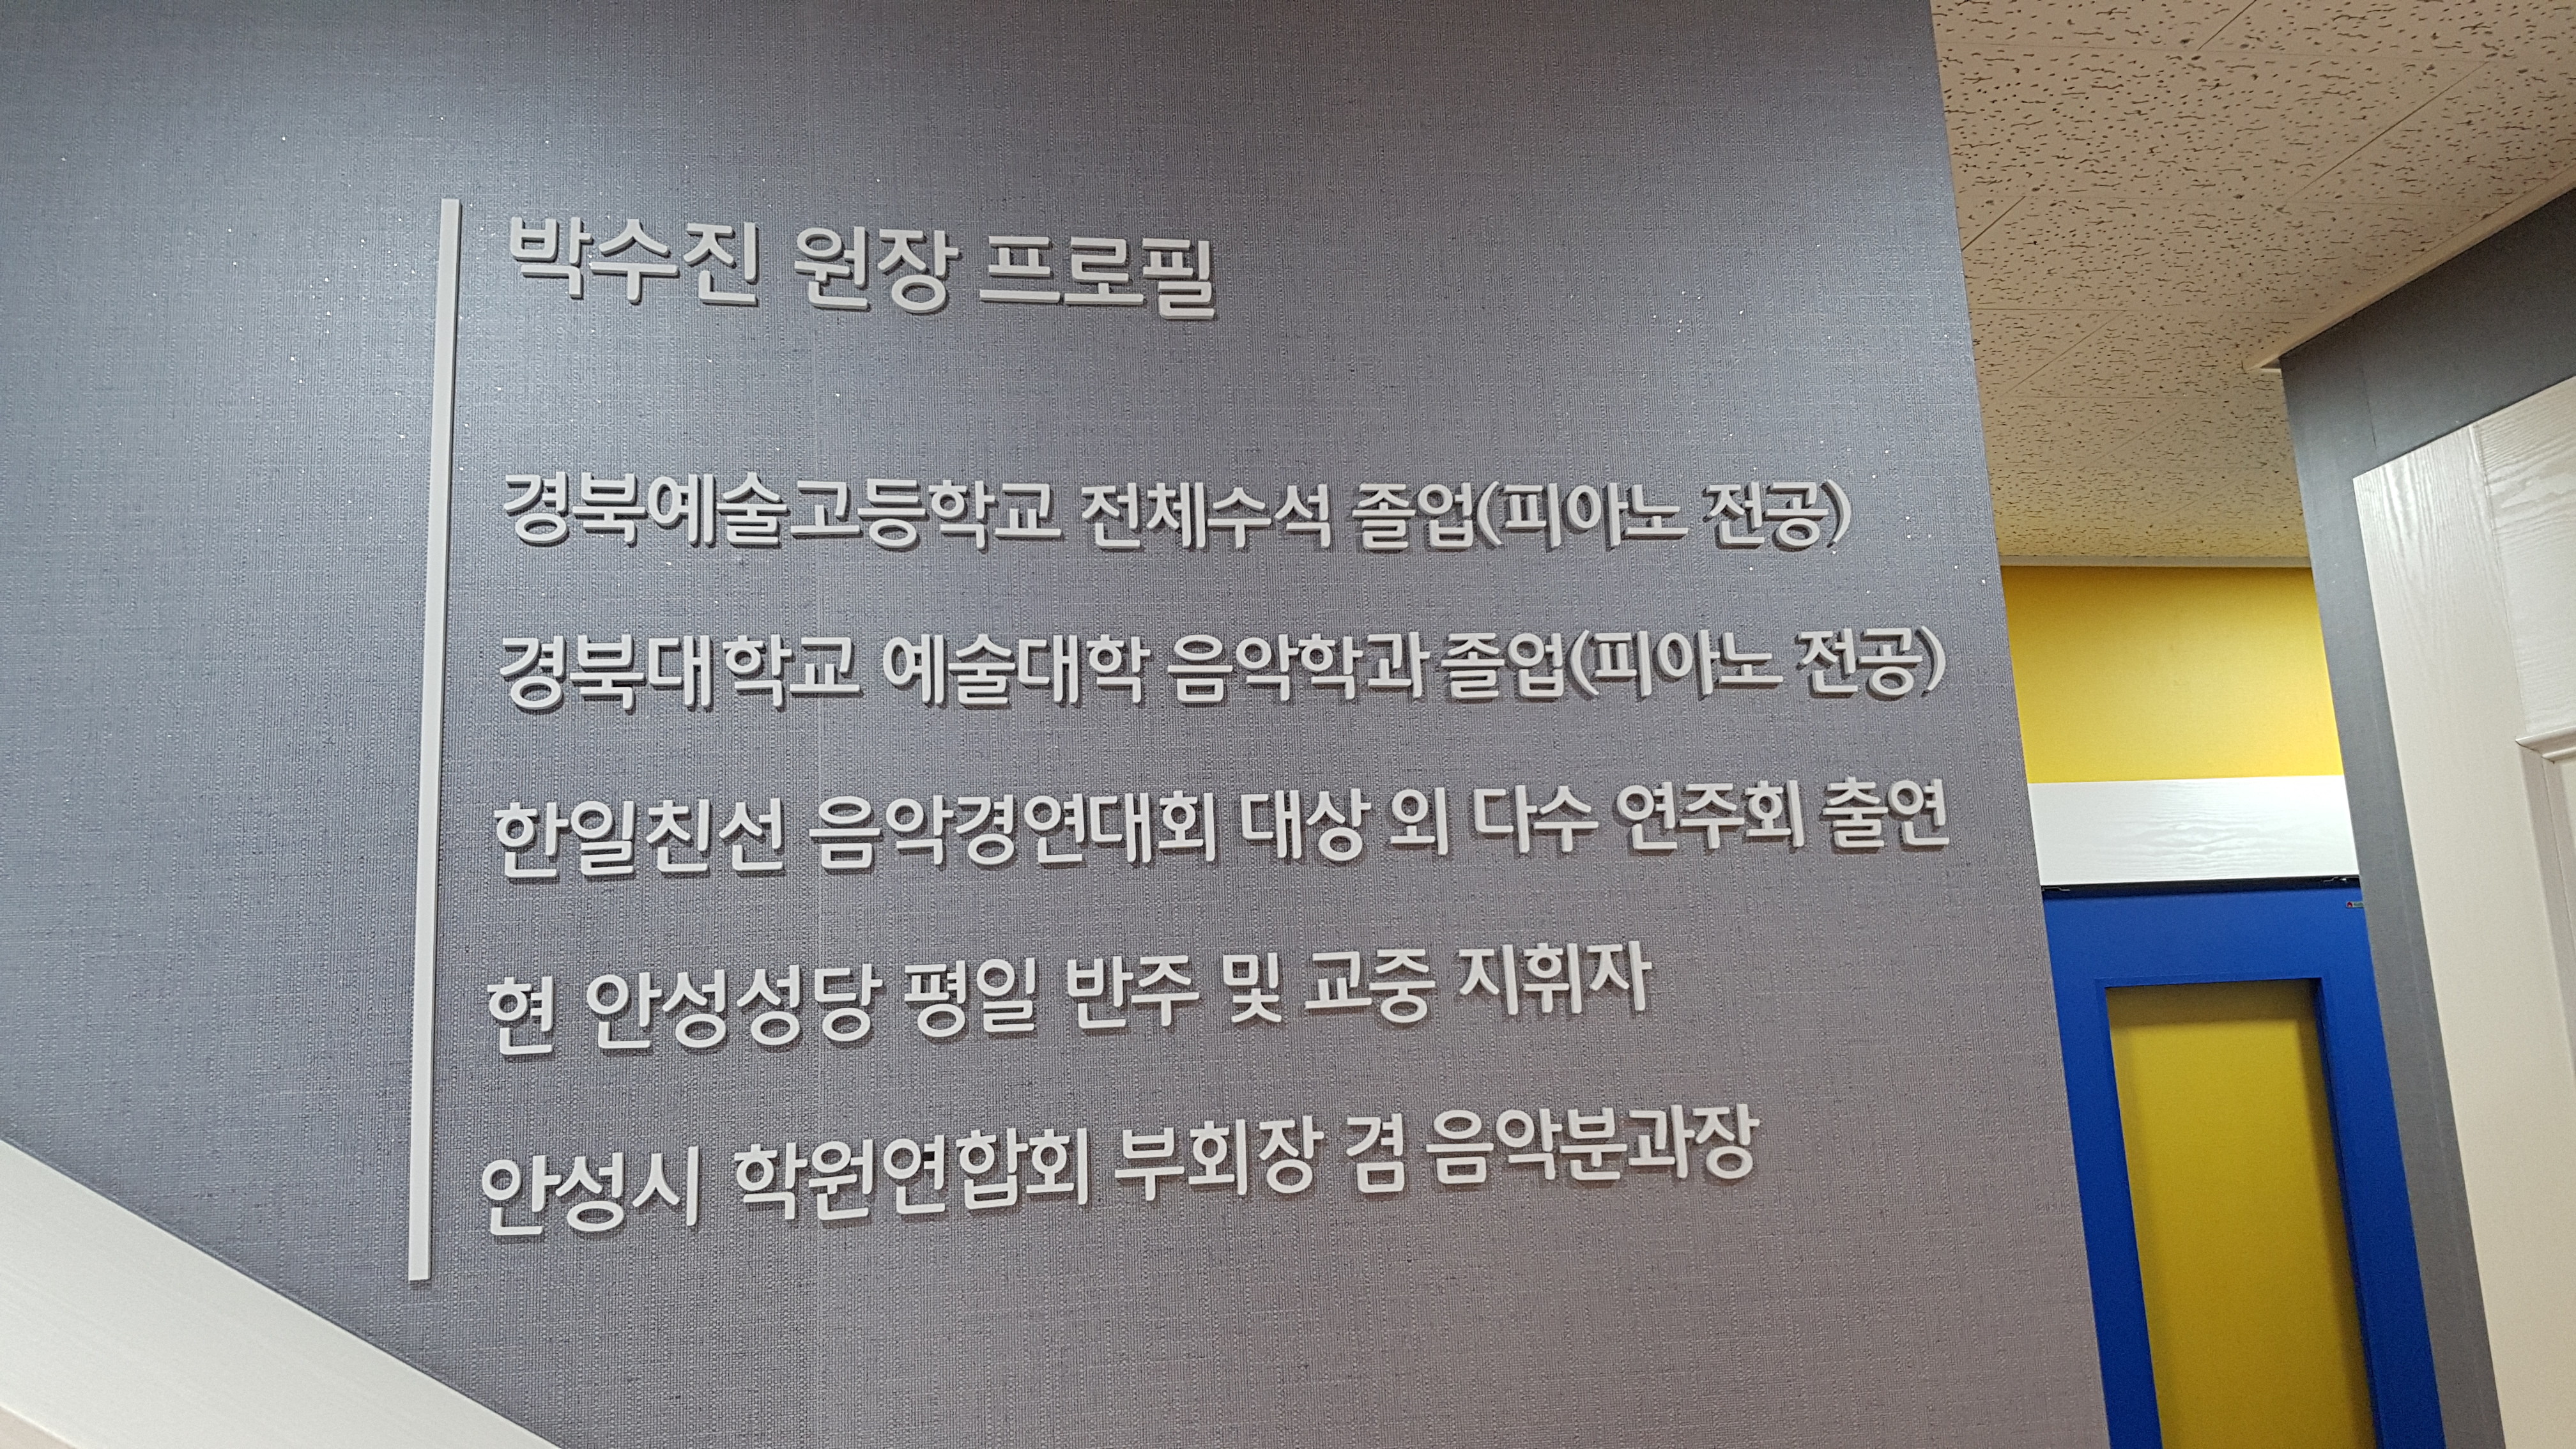 박수진 원장 프로필
경북예술고등학교 전체수석 졸업(피아노 전공)
경북대학교 예술대학 음악학과 졸업(피아노 전공)
한일친선 음악경연대회 대상 외 다수 연주회 출연
현 안성성당 평일 반주 및 교중 지휘자
안성시 학원연합회 부회장 겸 음악분과장